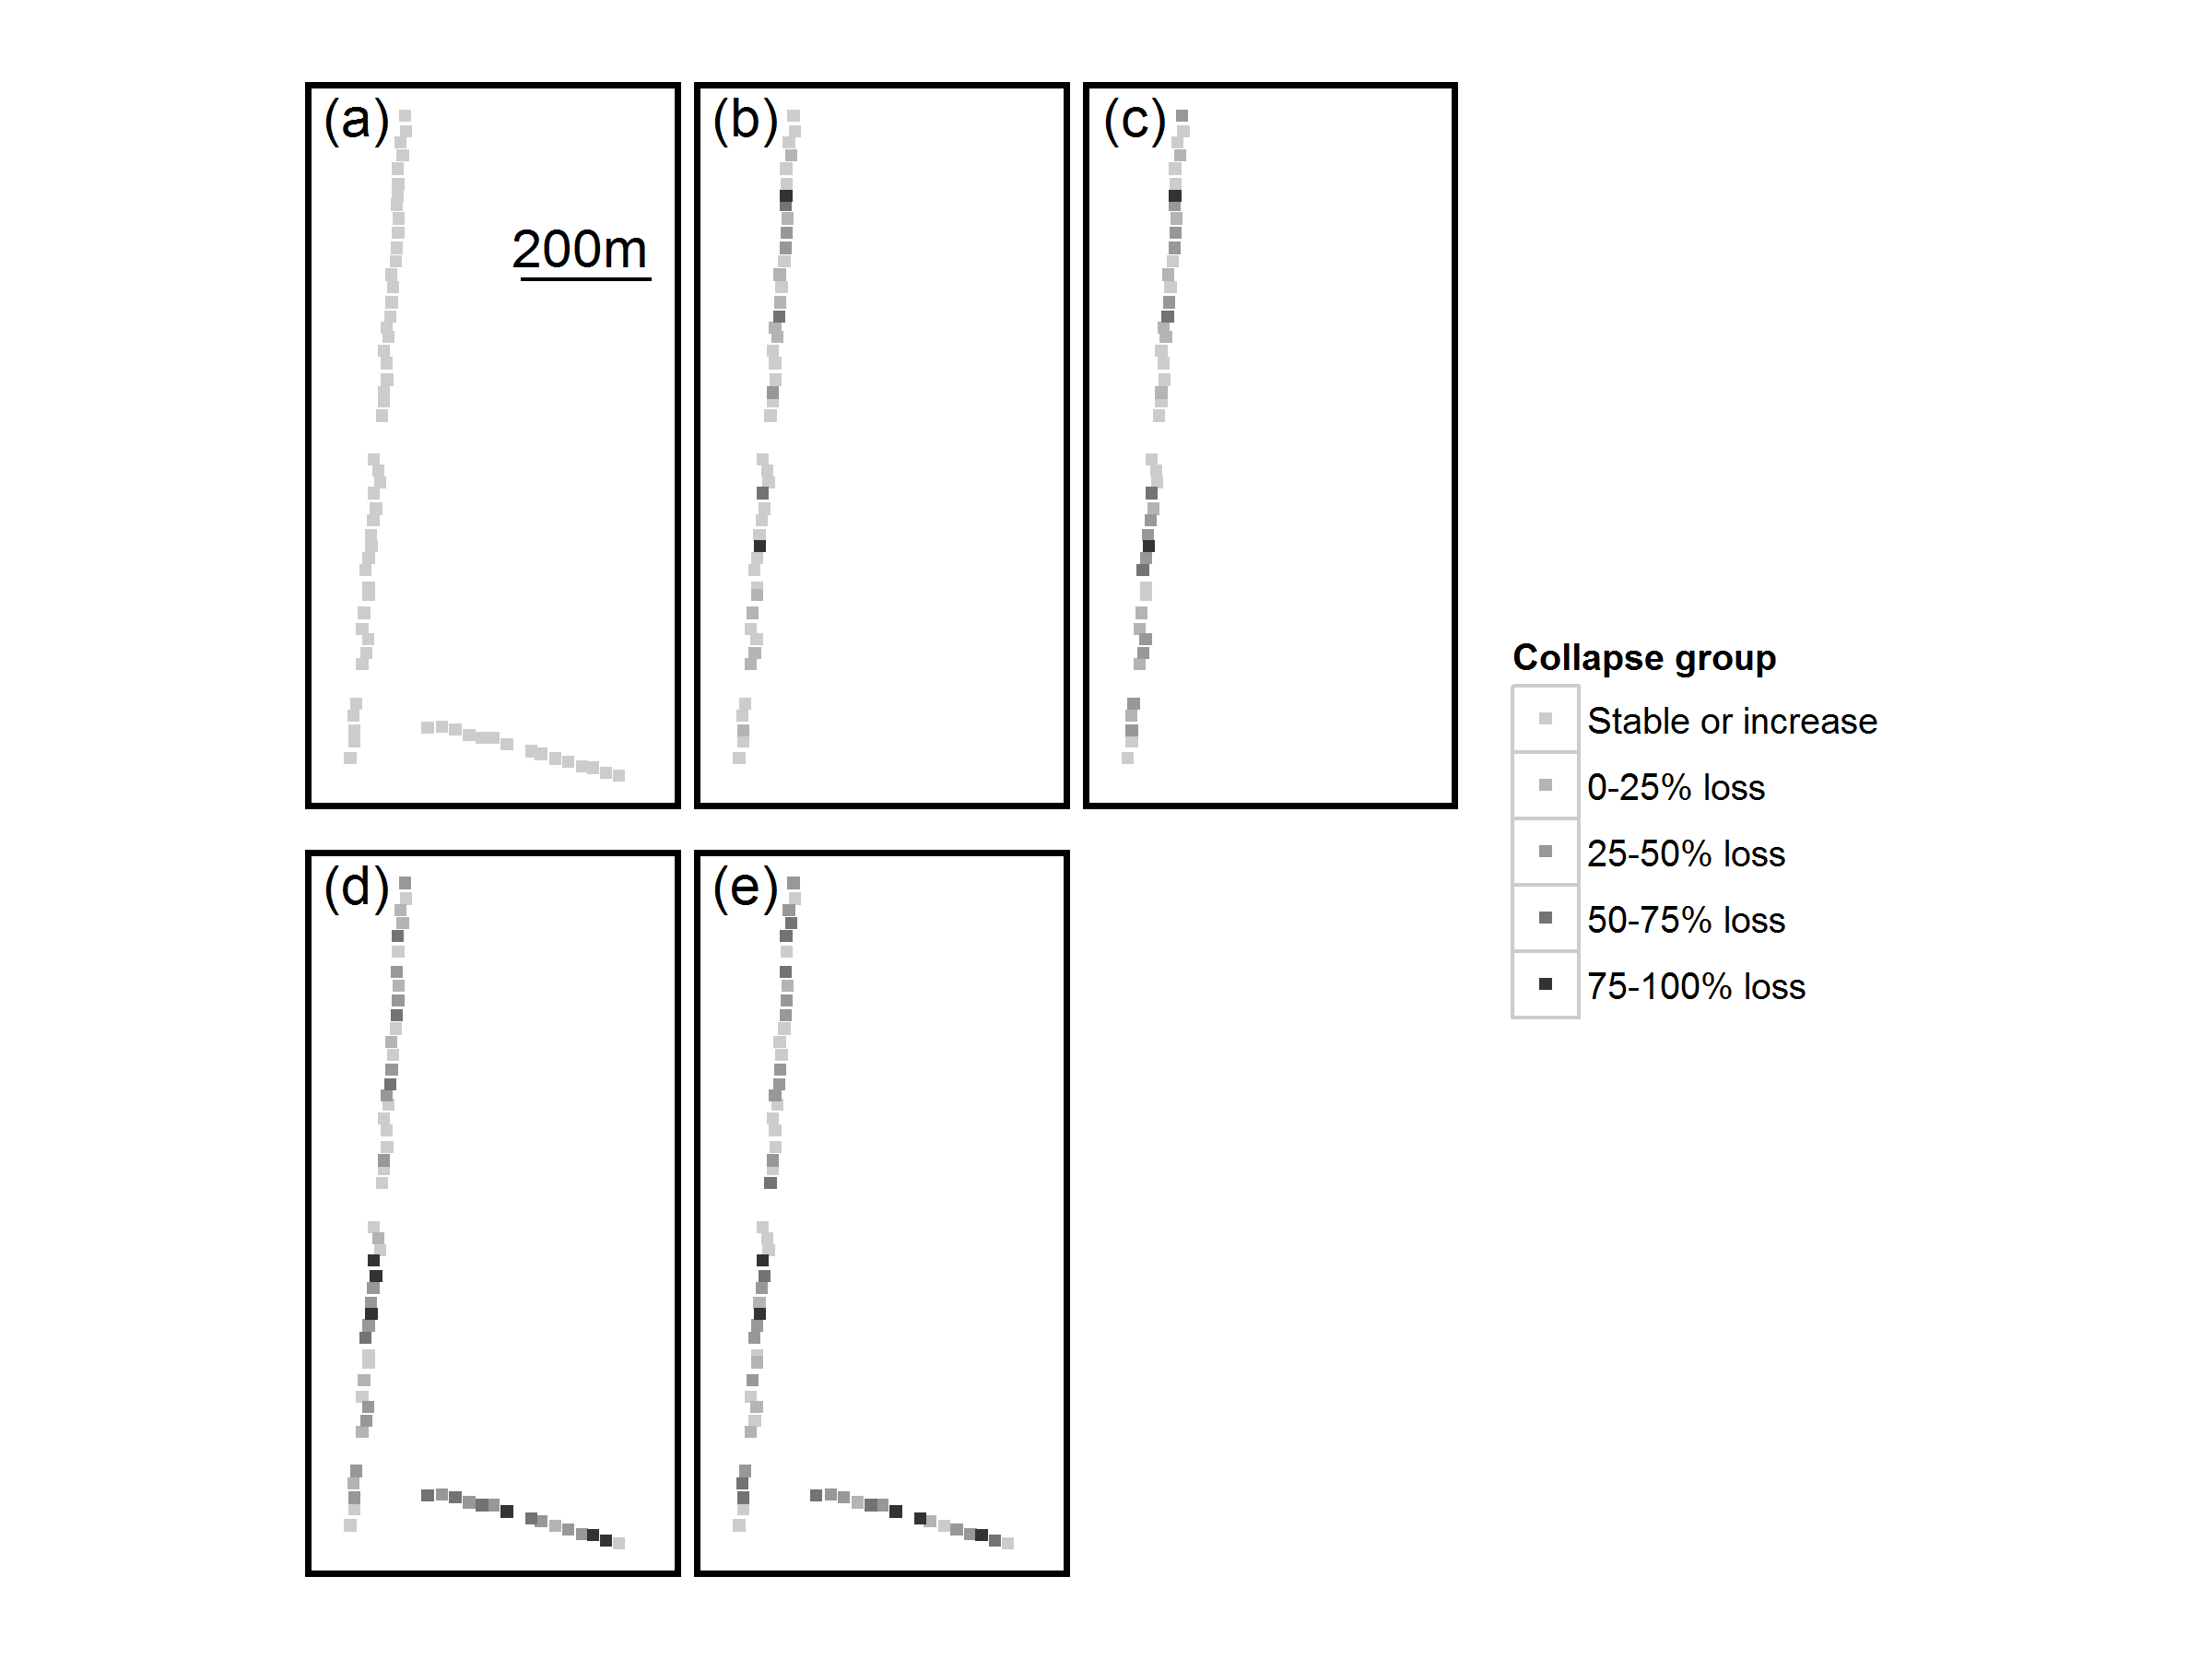 (a)
(b)
(c)
200m
Collapse group
Stable or increase
0-25% loss
25-50% loss
50-75% loss
75-100% loss
(d)
(e)